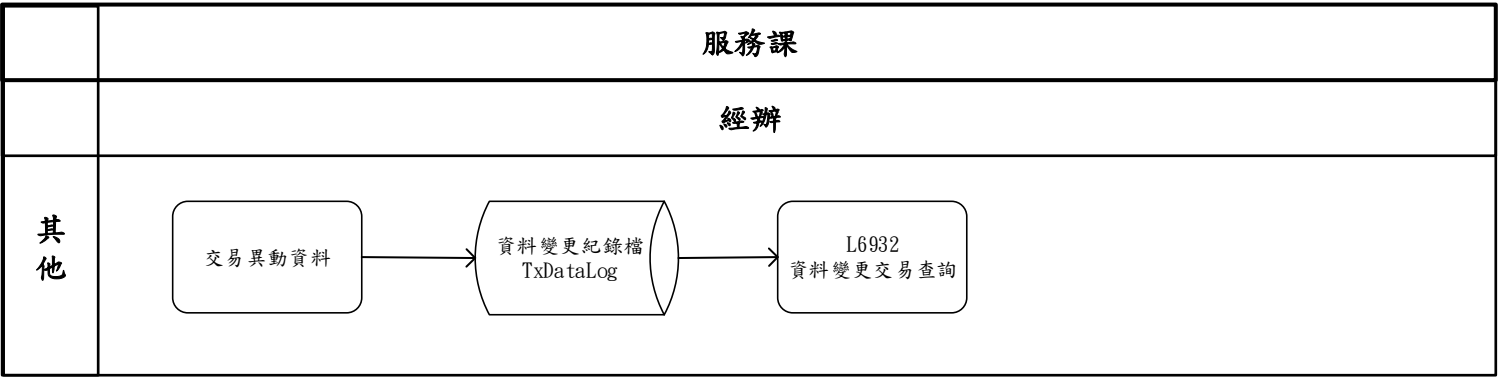 服務課
經辦
其
他
交易異動資料
資料變更紀錄檔
TxDataLog
L6932
資料變更交易查詢